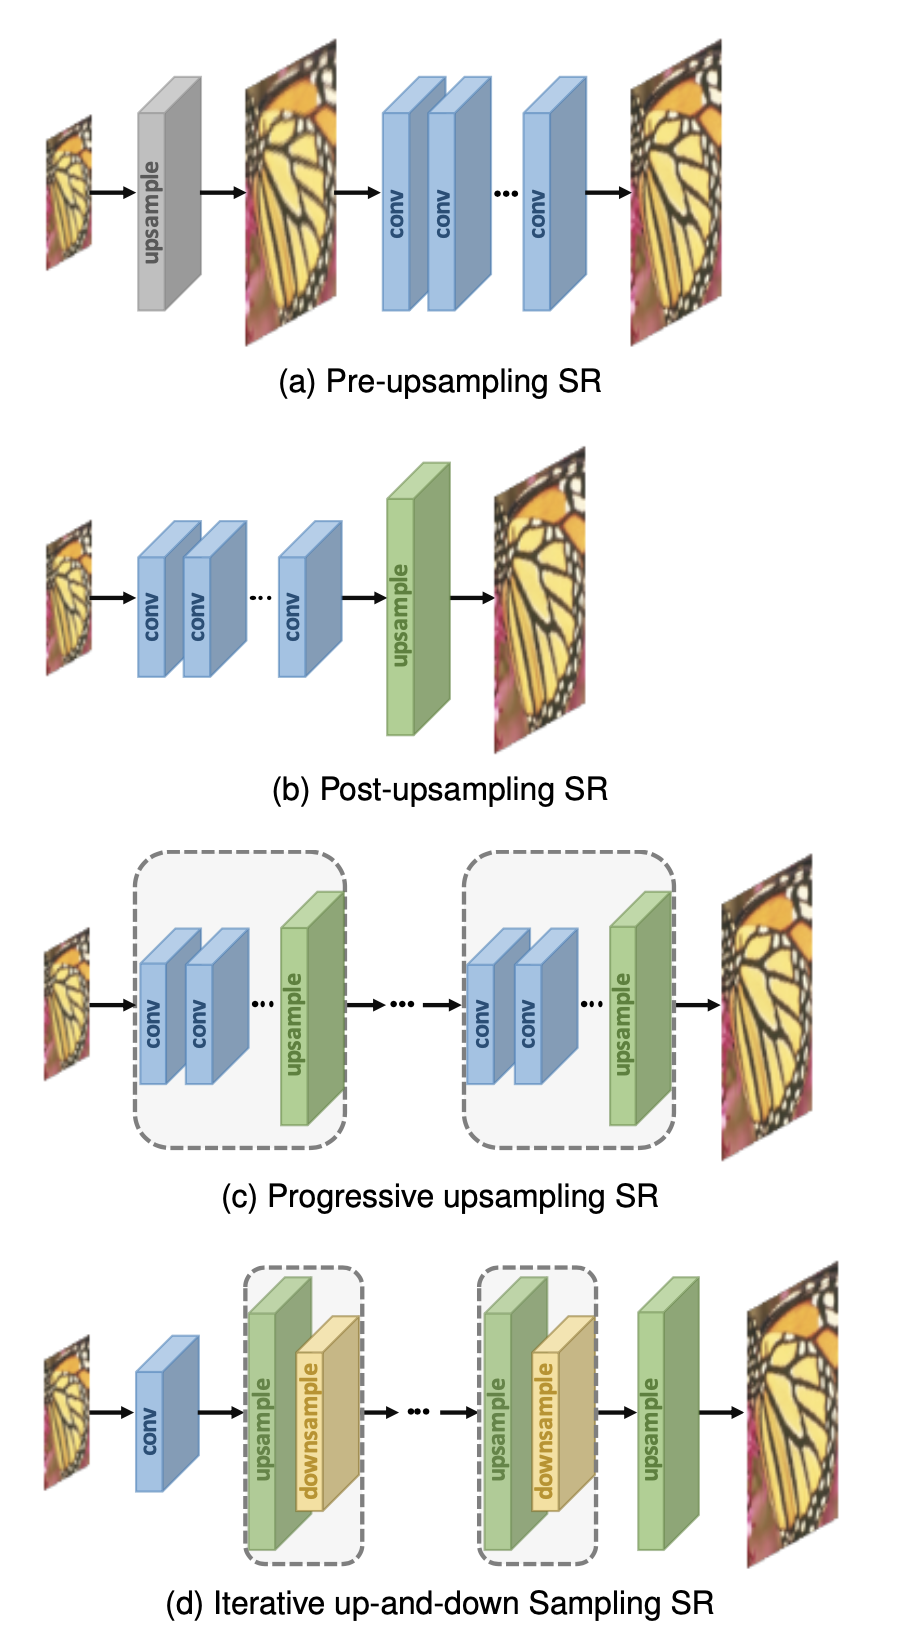 upsample
conv
conv
...
conv
(a) Pre-upsampling SR
conv
conv
...
conv
upsample
(b) Post-upsampling SR
conv
conv
...
upsample
...
conv
conv
...
upsample
(c) Progressive upsampling SR
conv
upsample
downsample
...
upsample
downsample
upsample
(d) Iterative up-and-down Sampling SR